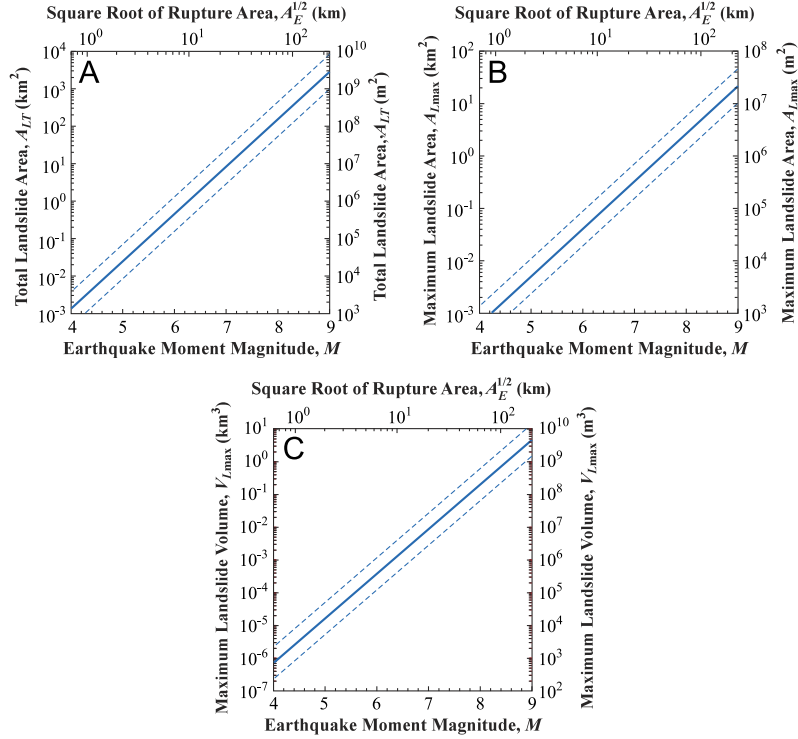 Square Root of Rupture Area, A_E^1/2 (km)
10^0 10^1 10^2
A
Total Landslide Area, A_LT (km^2)
10^4
10^3
10^2
10^1
10^0
10^-1
10^-2
10^-3
10^10
10^9
10^8
10^7
10^6
10^5
10^4
10^3
Total Landslide Area, A_LT (m^2)
4 5 6 7 8 9
Earthquake Moment Magnitude, M
Square Root of Rupture Area, A_E^1/2 (km)
10^0 10^1 10^2
B
Maximum Landslide Area, A_Lmax (km^2)
10^2
10^1
10^0
10^-1
10^-2
10^-3
10^8
10^7
10^6
10^5
10^4
10^3
Maximum Landslide Area, A_Lmax (m^2)
4 5 6 7 8 9
Earthquake Moment Magnitude, M
Square Root of Rupture Area, A_E^1/2 (km)
10^0 10^1 10^2
C
Maximum Landslide Volume, V_Lmax (km^3)
10^1
10^0
10^-1
10^-2
10^-3
10^-4
10^-5
10^-6
10^-7
10^10
10^9
10^8
10^7
10^6
10^5
10^4
10^3
10^2
Maximum Landslide Volume, V_Lmax (m^3)
4 5 6 7 8 9
Earthquake Moment Magnitude, M